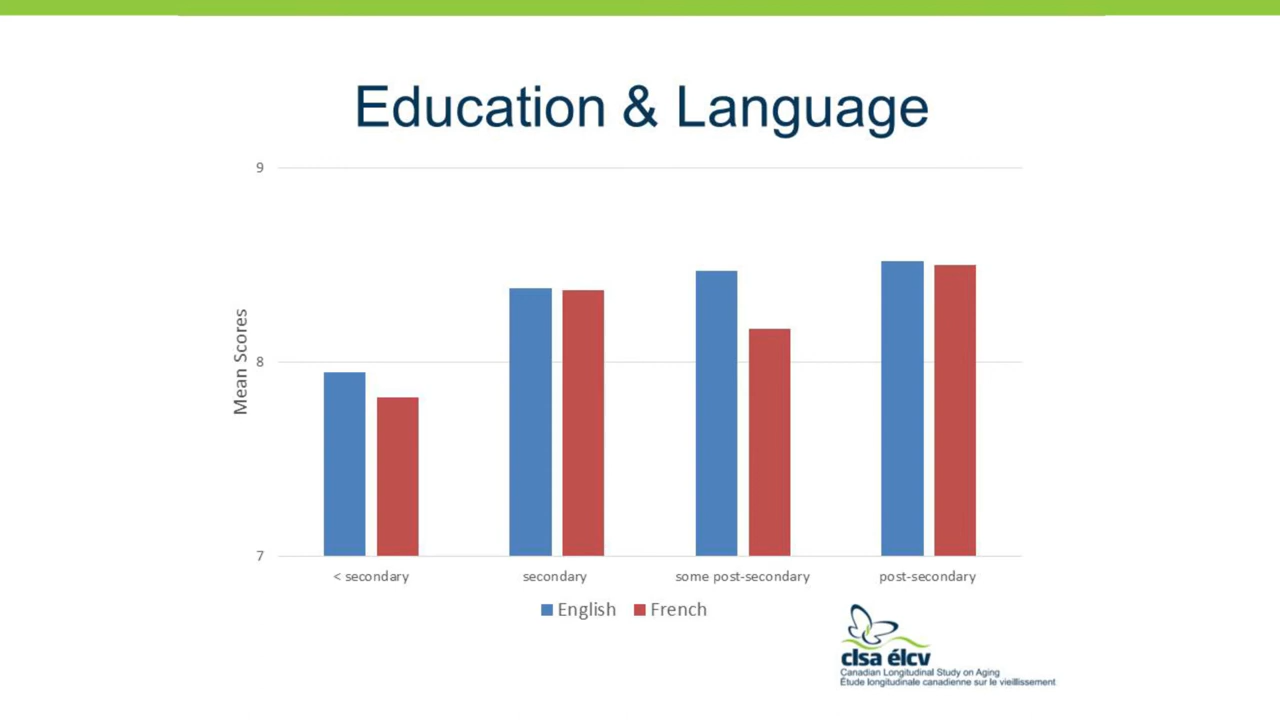 Education & Language
9
8
7
Mean Scores
< secondary
secondary
some post-secondary
post-secondary
English
French
clsa élcv
Canadian Longitudinal Study on Aging
Étude longitudinale canadienne sur le vieillissement